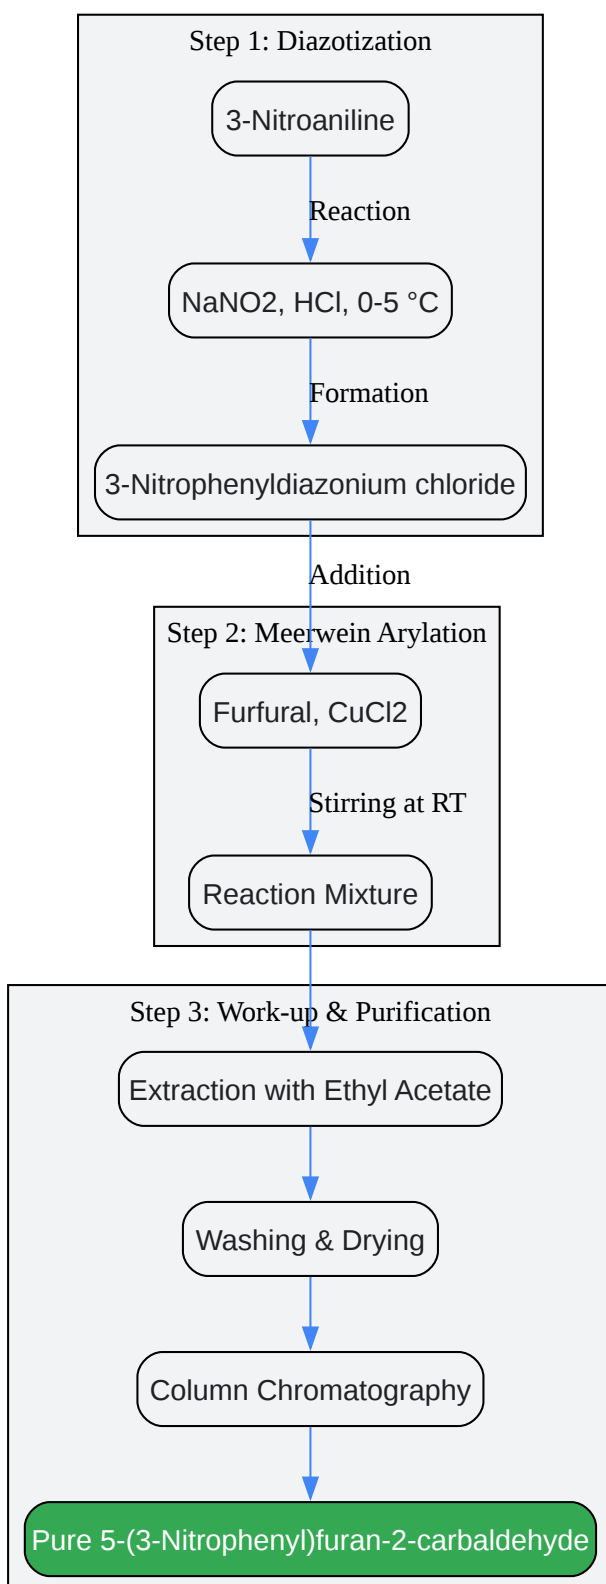 Step 1: Diazotization
3-Nitroaniline
Reaction
NaNO2, HCl, 0-5 °C
Formation
3-Nitrophenyldiazonium chloride
Addition
Step 2: Meerwein Arylation
Furfural, CuCl2
Stirring at RT
Reaction Mixture
Step 3: Work-up & Purification
Extraction with Ethyl Acetate
Washing & Drying
Column Chromatography
Pure 5-(3-Nitrophenyl)furan-2-carbaldehyde